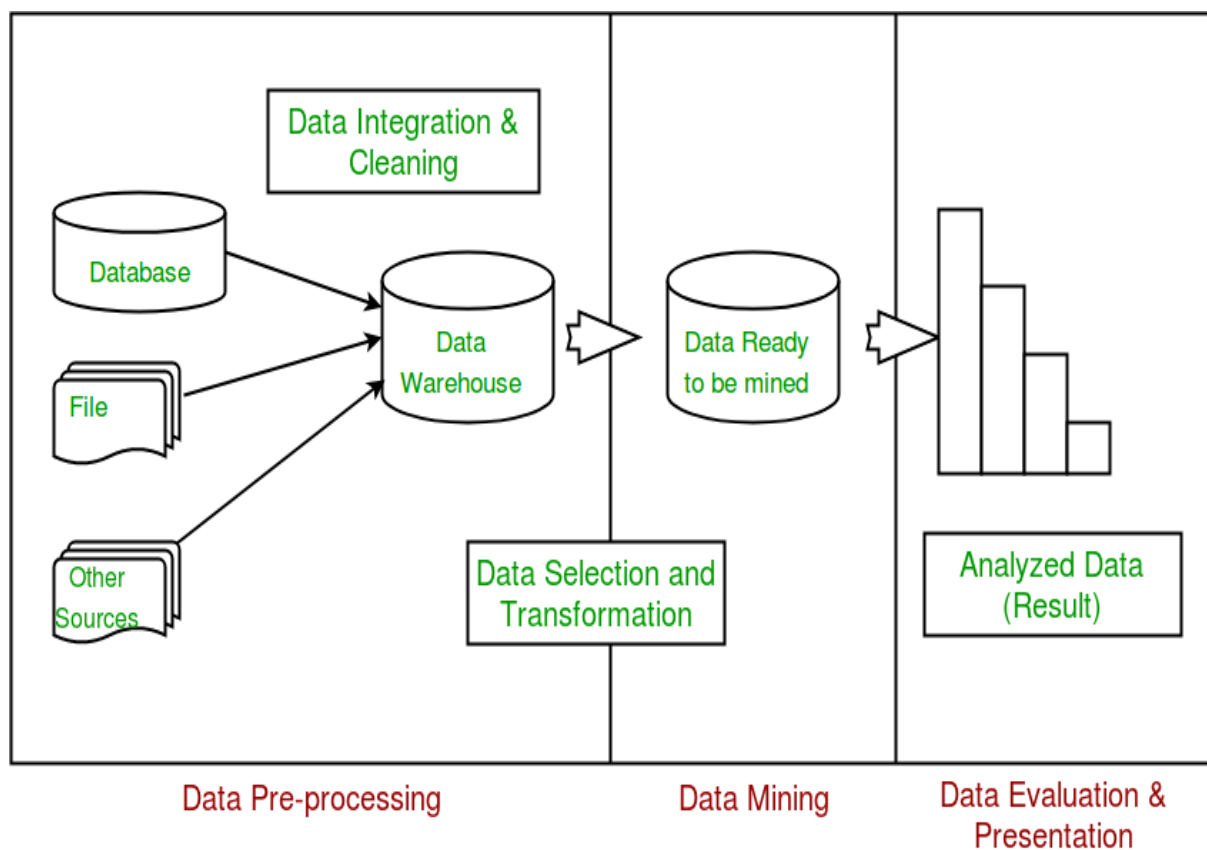 Data Integration &
Cleaning
Database
File
Other
Sources
Data
Warehouse
Data Ready
to be mined
Data Selection and
Transformation
Analyzed Data
(Result)
Data Pre-processing
Data Mining
Data Evaluation &
Presentation